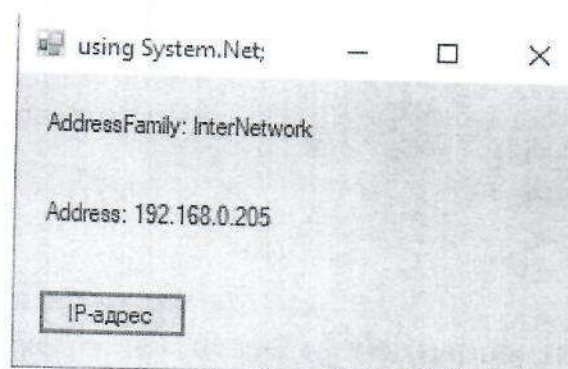 using System.Net;
AddressFamily: InterNetwork
Address: 192.168.0.205
IP-адрес